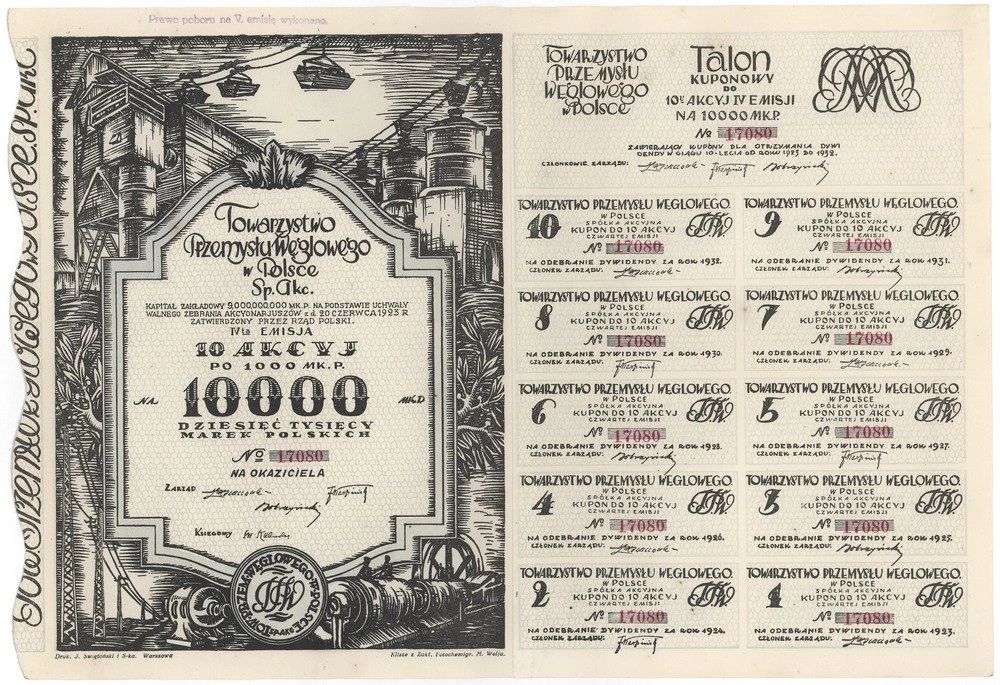 Prawo poboru na V. emisję wykonano.
Towarzystwo
Przemysłu Węglowego
w Polsce
Sp. Akc.
KAPITAŁ ZAKŁADOWY 9.000.000.000 MK.P. NA PODSTAWIE UCHWAŁY
WALNEGO ZEBRANIA AKCYONARJUSZÓW z d. 20 CZERWCA 1923 R
ZATWIERDZONY PRZEZ RZĄD POLSKI.
IVta EMISJA
10 AKCYJ
PO 1000 MK.P.
NA 10000 MK.P.
DZIESIĘĆ TYSIĘCY
MAREK POLSKICH
No 17080
NA OKAZICIELA
ZARZĄD
KSIĘGOWY
TOW. PRZEM. WĘGLOWEGO W POLSCE SP. AKC.
Druk. J. Świętoński i S-ka. Warszawa
Klisze z Zakł. Fotochemigr. M. Wolfa.
TOWARZYSTWO
PRZEMYSŁU
WĘGLOWEGO
w POLSCE
Talon
KUPONOWY
DO
10u AKCYJ IV EMISJI
NA 10000 MK.P.
No 17080
ZAWIERAJĄCY KUPONY DLA OTRZYMANIA DYWI
DENDY W CIĄGU 10-LECIA OD ROKU 1923 DO 1932.
CZŁONKOWIE ZARZĄDU:
TOWARZYSTWO PRZEMYSŁU WĘGLOWEGO.
W POLSCE
10 SPÓŁKA AKCYJNA
KUPON DO 10 AKCYJ
CZWARTEJ EMISJI
No 17080
NA ODEBRANIE DYWIDENDY ZA ROK 1932.
CZŁONEK ZARZĄDU:
TOWARZYSTWO PRZEMYSŁU WĘGLOWEGO.
W POLSCE
9 SPÓŁKA AKCYJNA
KUPON DO 10 AKCYJ
CZWARTEJ EMISJI
No 17080
NA ODEBRANIE DYWIDENDY ZA ROK 1931.
CZŁONEK ZARZĄDU:
TOWARZYSTWO PRZEMYSŁU WĘGLOWEGO.
W POLSCE
8 SPÓŁKA AKCYJNA
KUPON DO 10 AKCYJ
CZWARTEJ EMISJI
No 17080
NA ODEBRANIE DYWIDENDY ZA ROK 1930.
CZŁONEK ZARZĄDU:
TOWARZYSTWO PRZEMYSŁU WĘGLOWEGO.
W POLSCE
7 SPÓŁKA AKCYJNA
KUPON DO 10 AKCYJ
CZWARTEJ EMISJI
No 17080
NA ODEBRANIE DYWIDENDY ZA ROK 1929.
CZŁONEK ZARZĄDU:
TOWARZYSTWO PRZEMYSŁU WĘGLOWEGO.
W POLSCE
6 SPÓŁKA AKCYJNA
KUPON DO 10 AKCYJ
CZWARTEJ EMISJI
No 17080
NA ODEBRANIE DYWIDENDY ZA ROK 1928.
CZŁONEK ZARZĄDU:
TOWARZYSTWO PRZEMYSŁU WĘGLOWEGO.
W POLSCE
5 SPÓŁKA AKCYJNA
KUPON DO 10 AKCYJ
CZWARTEJ EMISJI
No 17080
NA ODEBRANIE DYWIDENDY ZA ROK 1927.
CZŁONEK ZARZĄDU:
TOWARZYSTWO PRZEMYSŁU WĘGLOWEGO.
W POLSCE
4 SPÓŁKA AKCYJNA
KUPON DO 10 AKCYJ
CZWARTEJ EMISJI
No 17080
NA ODEBRANIE DYWIDENDY ZA ROK 1926.
CZŁONEK ZARZĄDU:
TOWARZYSTWO PRZEMYSŁU WĘGLOWEGO.
W POLSCE
3 SPÓŁKA AKCYJNA
KUPON DO 10 AKCYJ
CZWARTEJ EMISJI
No 17080
NA ODEBRANIE DYWIDENDY ZA ROK 1925.
CZŁONEK ZARZĄDU:
TOWARZYSTWO PRZEMYSŁU WĘGLOWEGO.
W POLSCE
2 SPÓŁKA AKCYJNA
KUPON DO 10 AKCYJ
CZWARTEJ EMISJI
No 17080
NA ODEBRANIE DYWIDENDY ZA ROK 1924.
CZŁONEK ZARZĄDU:
TOWARZYSTWO PRZEMYSŁU WĘGLOWEGO.
W POLSCE
1 SPÓŁKA AKCYJNA
KUPON DO 10 AKCYJ
CZWARTEJ EMISJI
No 17080
NA ODEBRANIE DYWIDENDY ZA ROK 1923.
CZŁONEK ZARZĄDU: